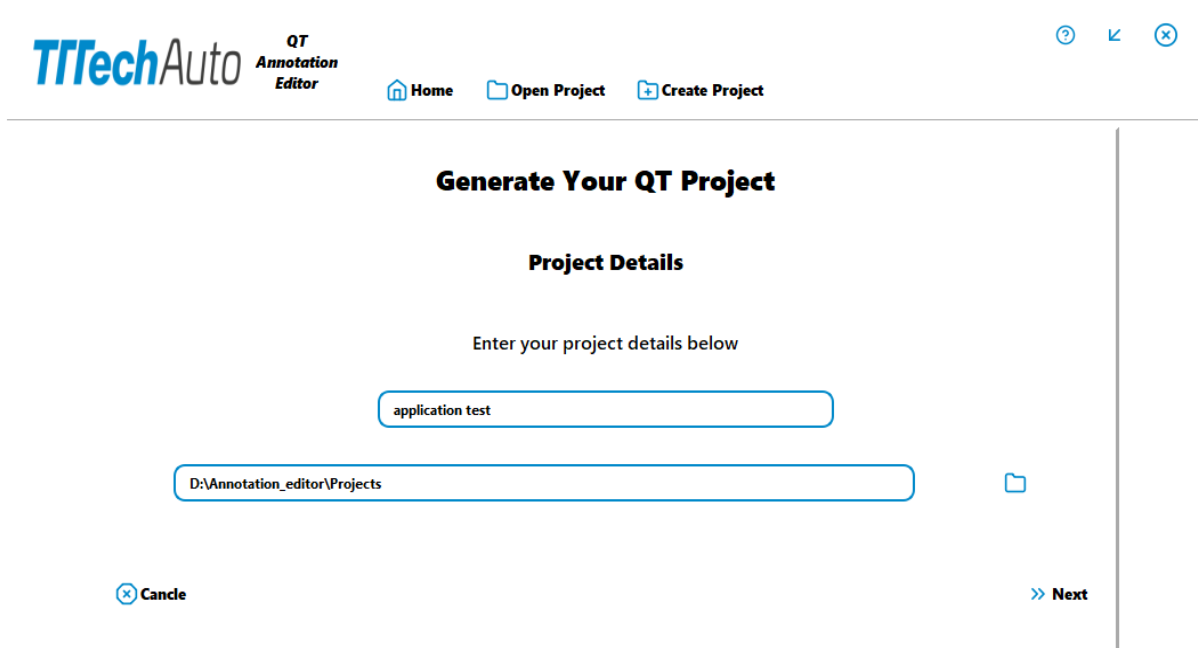 TTTechAuto
QT
Annotation
Editor
Home Open Project Create Project
Generate Your QT Project
Project Details
Enter your project details below
application test
D:\Annotation_editor\Projects
Cancle
Next